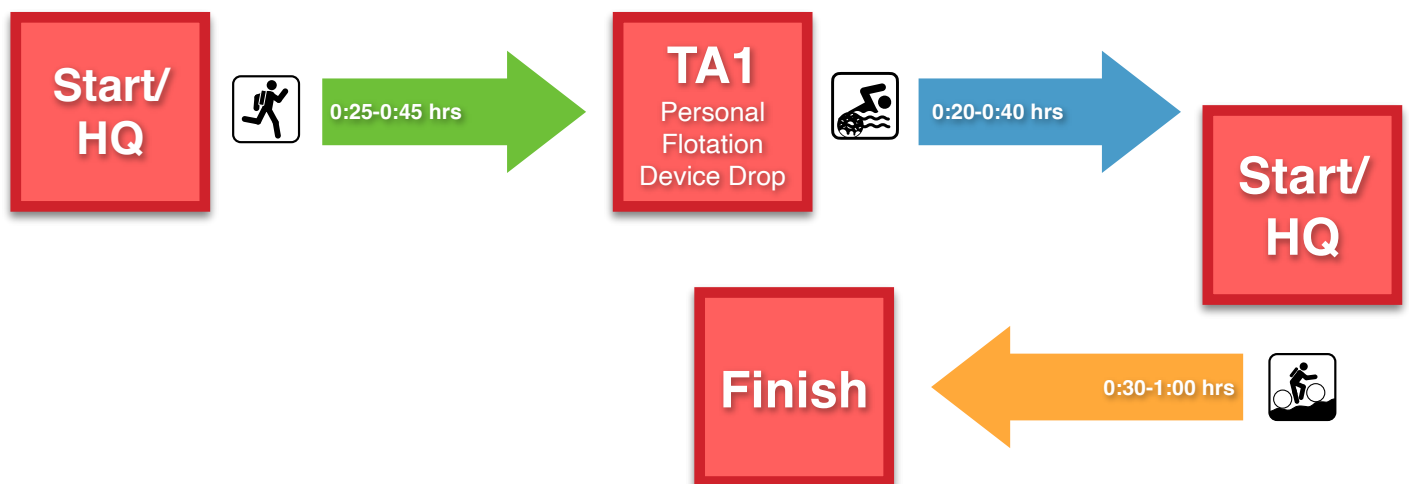 Start/
HQ
0:25-0:45 hrs
TA1
Personal
Flotation
Device Drop
0:20-0:40 hrs
Start/
HQ
0:30-1:00 hrs
Finish